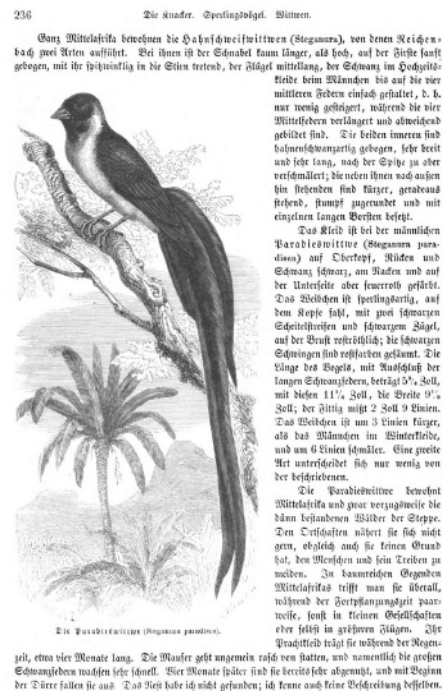 236
Die Knacker. Sperlingsvögel. Wittwen.
Ganz Mittelafrika bewohnen die Hahnschweifwittwen (Steganura), von denen Reichen-
bach zwei Arten aufführt. Bei ihnen ist der Schnabel kaum länger, als hoch, auf der Firste sanft
gebogen, mit ihr spitzwinklig in die Stirn tretend, der Flügel mittellang, der Schwanz im Hochzeits-
kleide beim Männchen bis auf die vier
mittleren Federn einfach gestaltet, d. h.
nur wenig gesteigert, während die vier
Mittelfedern verlängert und abweichend
gebildet sind. Die beiden inneren sind
hahnenschwanzartig gebogen, sehr breit
und sehr lang, nach der Spitze zu aber
verschmälert; die neben ihnen nach außen
hin stehenden sind kürzer, geradeaus
stehend, stumpf zugerundet und mit
einzelnen langen Borsten besetzt.
Das Kleid ist bei der männlichen
Paradieswittwe (Steganura para-
disea) auf Oberkopf, Rücken und
Schwanz schwarz, am Nacken und auf
der Unterseite aber feuerroth gefärbt.
Das Weibchen ist sperlingsartig, auf
dem Kopfe fahl, mit zwei schwarzen
Scheitelstreifen und schwarzem Zügel,
auf der Brust roströthlich; die schwarzen
Schwingen sind rostfarben gesäumt. Die
Länge des Vogels, mit Ausschluß der
langen Schwanzfedern, beträgt Zoll,
mit diesen Zoll, die Breite
Zoll; der Fittig mißt 2 Zoll 9 Linien.
Das Weibchen ist um 3 Linien kürzer,
als das Männchen im Winterkleide,
und um 6 Linien schmäler. Eine zweite
Art unterscheidet sich nur wenig von
der beschriebenen.
Die Paradieswittwe bewohnt
Mittelafrika und zwar vorzugsweise die
dünn bestandenen Wälder der Steppe.
Den Ortschaften nähert sie sich nicht
gern, obgleich auch sie keinen Grund
hat, den Menschen und sein Treiben zu
meiden. In baumreichen Gegenden
Mittelafrikas trifft man sie überall,
während der Fortpflanzungszeit paar-
weise, sonst in kleinen Gesellschaften
oder selbst in größeren Flügen. Ihr
Prachtkleid trägt sie während der Regen-
Die Paradieswittwe (Steganura paradisea).
zeit, etwa vier Monate lang. Die Mauser geht ungemein rasch von statten, und namentlich die großen
Schwanzfedern wachsen sehr schnell. Vier Monate später sind sie bereits sehr abgenutzt, und mit Beginn
der Dürre fallen sie aus. Das Nest habe ich nicht gefunden; ich kenne auch keine Beschreibung desselben